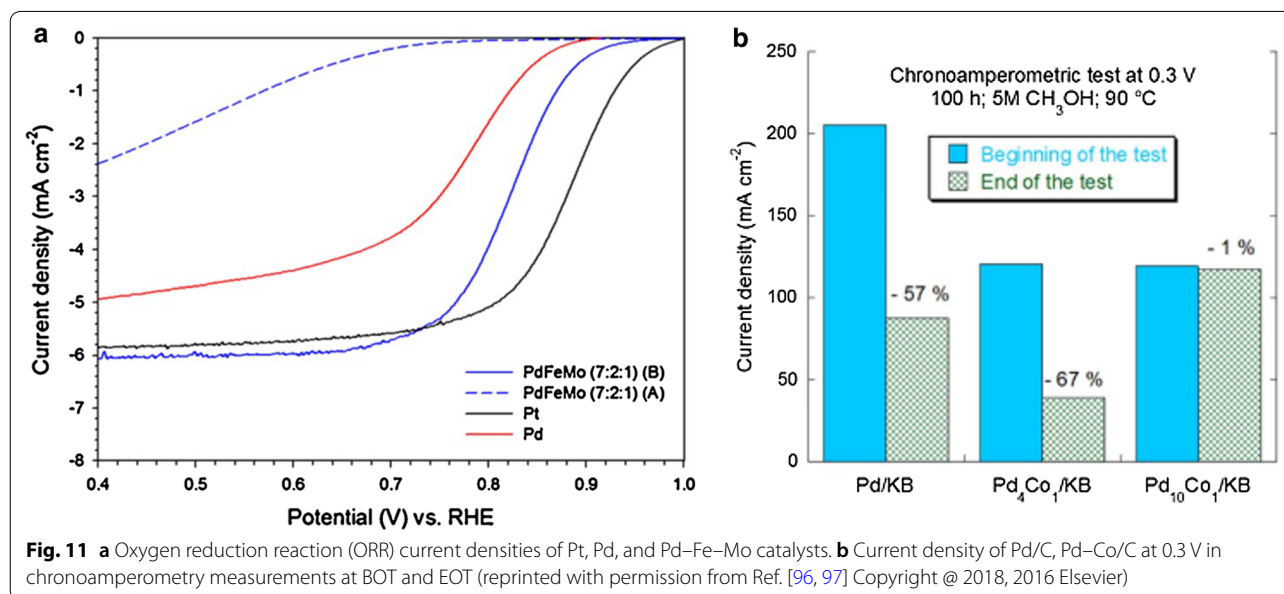 a
0
-1
-2
-3
-4
-5
-6
-7
-8
Current density (mA cm⁻²)
PdFeMo (7:2:1) (B)
PdFeMo (7:2:1) (A)
Pt
Pd
0.4 0.5 0.6 0.7 0.8 0.9 1.0
Potential (V) vs. RHE
b
Chronoamperometric test at 0.3 V
100 h; 5M CH₃OH; 90 °C
Beginning of the test
End of the test
250
200
150
100
50
0
Current density (mA cm⁻²)
- 57 %
- 67 %
- 1 %
Pd/KB Pd₄Co₁/KB Pd₁₀Co₁/KB
Fig. 11 a Oxygen reduction reaction (ORR) current densities of Pt, Pd, and Pd–Fe–Mo catalysts. b Current density of Pd/C, Pd–Co/C at 0.3 V in
chronoamperometry measurements at BOT and EOT (reprinted with permission from Ref. [96, 97] Copyright @ 2018, 2016 Elsevier)